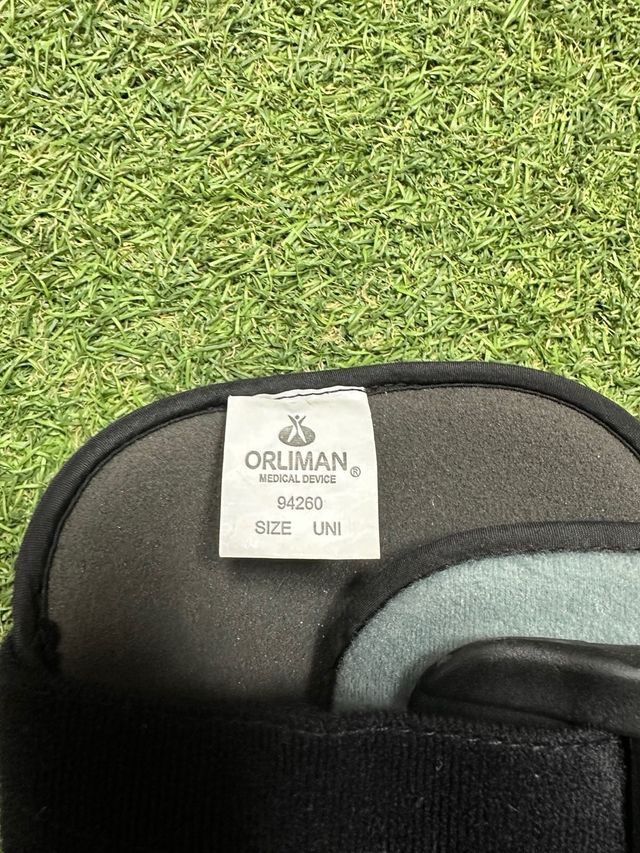 ORLIMAN®
MEDICAL DEVICE
94260
SIZE UNI